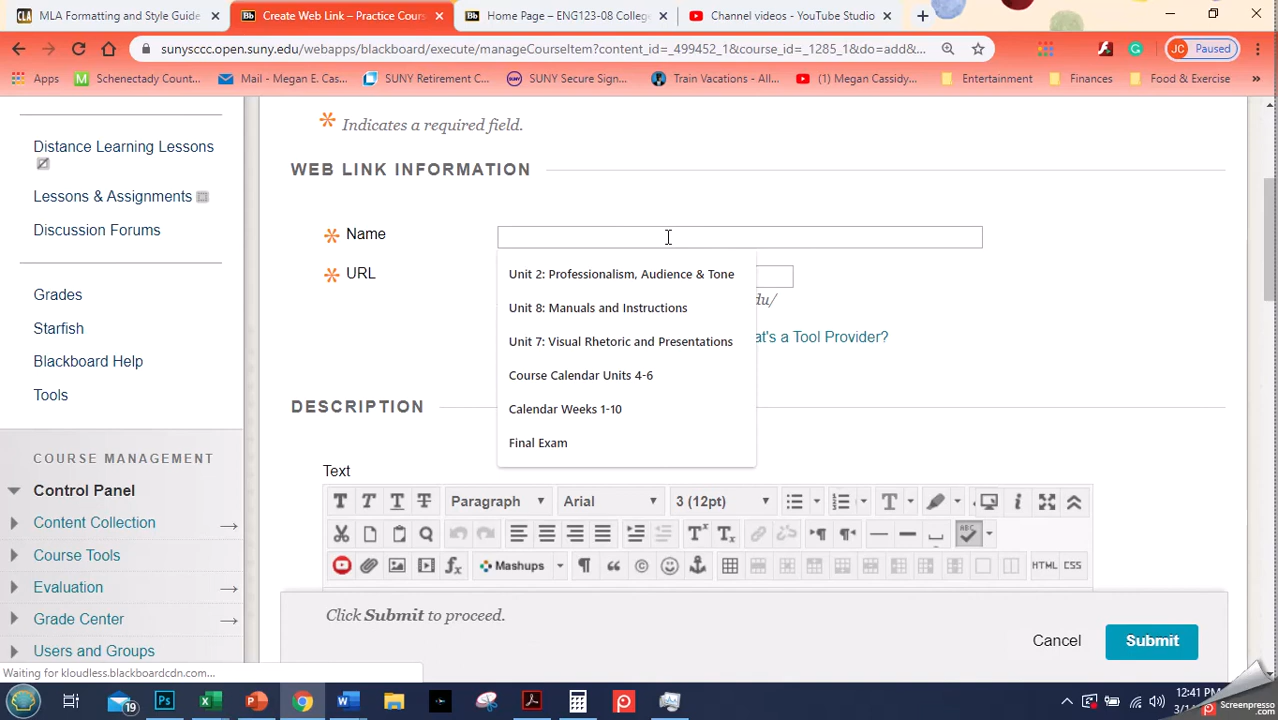 MLA Formatting and Style Guide
Create Web Link – Practice Cours
Home Page – ENG123-08 Colleg
Channel videos - YouTube Studio
sunysccc.open.suny.edu/webapps/blackboard/execute/manageCourseItem?content_id=_499452_1&course_id=_1285_1&do=add&...
JC Paused
Apps
Schenectady Count...
Mail - Megan E. Cas...
SUNY Retirement C...
SUNY Secure Sign...
Train Vacations - All...
(1) Megan Cassidy...
Entertainment
Finances
Food & Exercise
Indicates a required field.
Distance Learning Lessons
WEB LINK INFORMATION
Lessons & Assignments
Discussion Forums
Name
URL
du/
at's a Tool Provider?
Unit 2: Professionalism, Audience & Tone
Unit 8: Manuals and Instructions
Unit 7: Visual Rhetoric and Presentations
Course Calendar Units 4-6
Calendar Weeks 1-10
Final Exam
Grades
Starfish
Blackboard Help
Tools
DESCRIPTION
COURSE MANAGEMENT
Control Panel
Content Collection
Course Tools
Evaluation
Grade Center
Users and Groups
Text
T T T T Paragraph Arial 3 (12pt) T
ABC
Mashups
HTML CSS
Click Submit to proceed.
Cancel
Submit
Waiting for kloudless.blackboardcdn.com...
19
12:41 PM
Screenpresso
.com